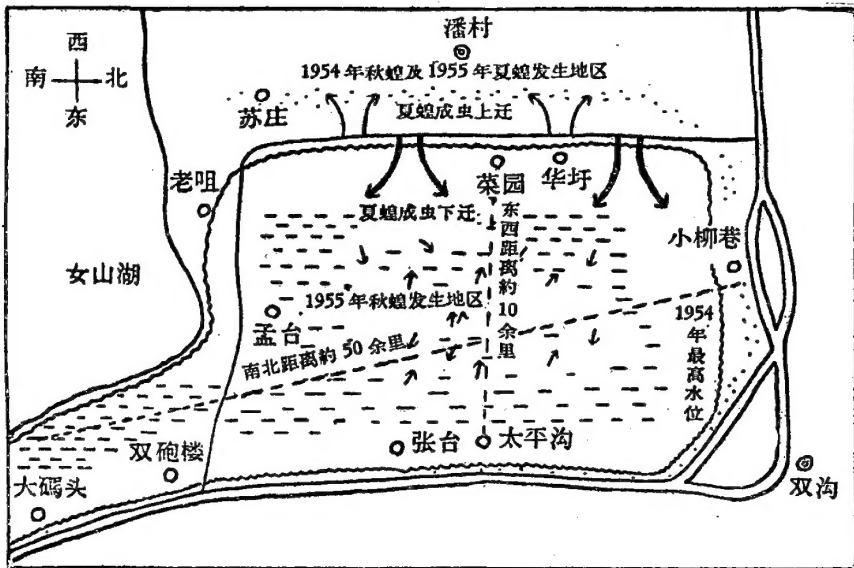 西
南 北
东
潘村
1954年秋蝗及1955年夏蝗发生地区
苏庄
夏蝗成虫上迁
老咀
菜园
华圩
夏蝗成虫下迁
东西距离約10余里
小柳巷
女山湖
1955年秋蝗发生地区
孟台
南北距离約50余里
1954年最高水位
双砲楼
张台
太平沟
大碼头
双沟